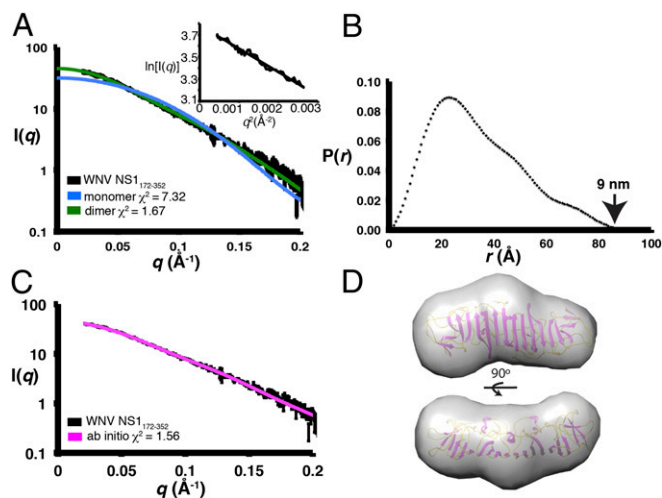 A
100
10
I(q)
1
0.1
0
0.05
0.1
0.15
0.2
q (Å⁻¹)
WNV NS1₁₇₂₋₃₅₂
monomer χ² = 7.32
dimer χ² = 1.67
3.7
ln[I(q)]
3.5
3.3
3.1
0
0.001
0.002
0.003
q²(Å⁻²)
B
0.10
0.08
0.06
P(r)
0.04
0.02
0
0
20
40
60
80
100
r (Å)
9 nm
C
100
10
I(q)
1
0.1
0
0.05
0.1
0.15
0.2
q (Å⁻¹)
WNV NS1₁₇₂₋₃₅₂
ab initio χ² = 1.56
D
90°